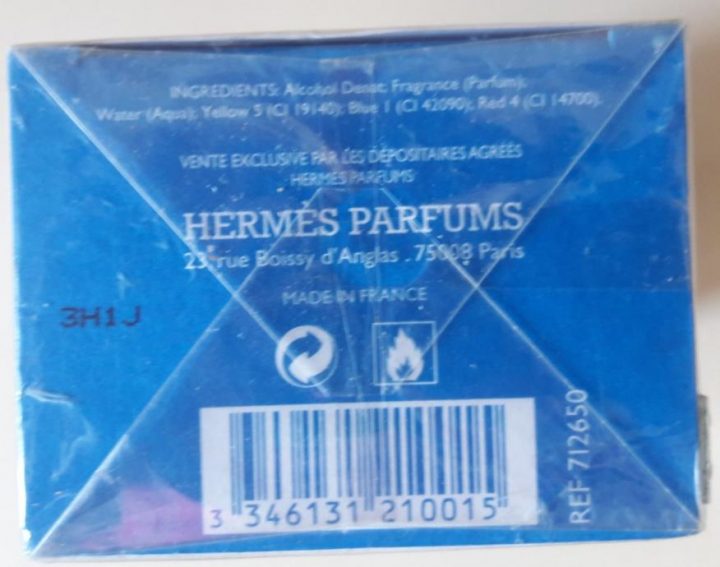 INGREDIENTS: Alcohol Denat; Fragrance (Parfum);
Water (Aqua); Yellow 5 (CI 19140); Blue 1 (CI 42090); Red 4 (CI 14700).
VENTE EXCLUSIVE PAR LES DÉPOSITAIRES AGRÉÉS
HERMÈS PARFUMS
HERMÈS PARFUMS
23, rue Boissy d'Anglas . 75008 Paris
MADE IN FRANCE
3H1J
REF 712650
3 346131 210015